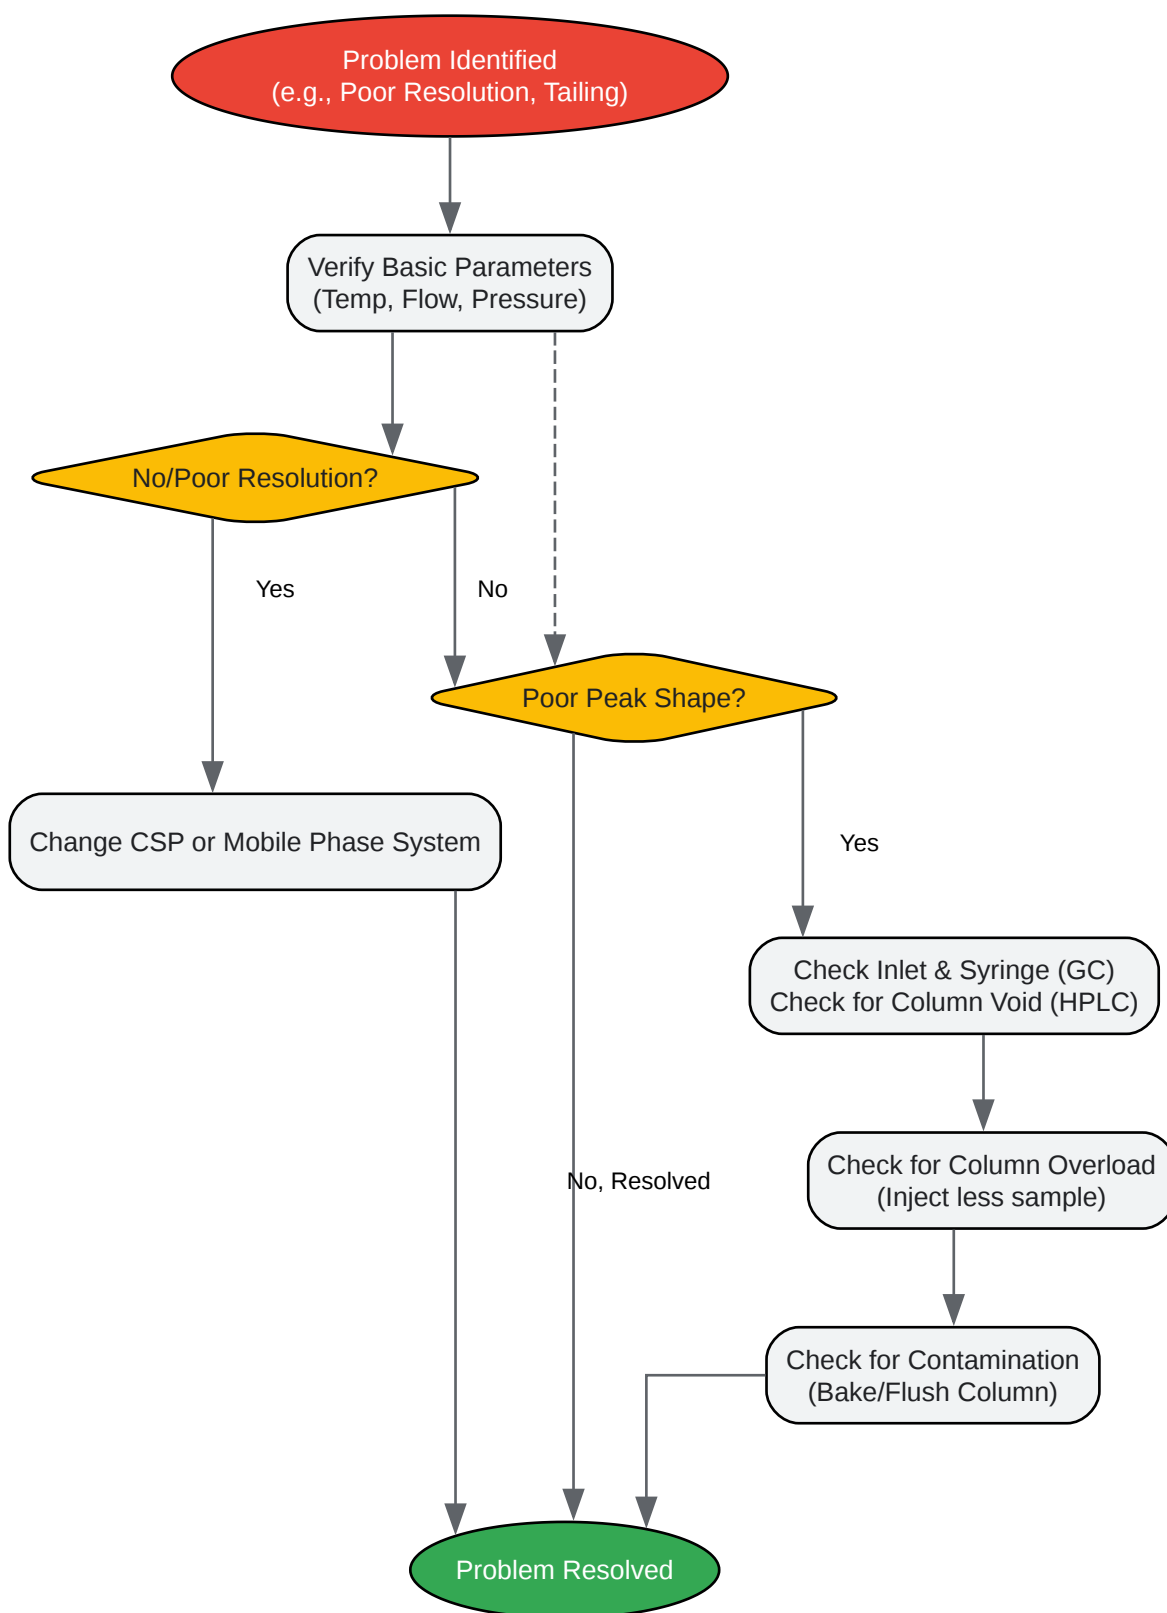 Problem Identified
(e.g., Poor Resolution, Tailing)
Verify Basic Parameters
(Temp, Flow, Pressure)
No/Poor Resolution?
Yes
No
Poor Peak Shape?
Change CSP or Mobile Phase System
Yes
Check Inlet & Syringe (GC)
Check for Column Void (HPLC)
Check for Column Overload
(Inject less sample)
No, Resolved
Check for Contamination
(Bake/Flush Column)
Problem Resolved